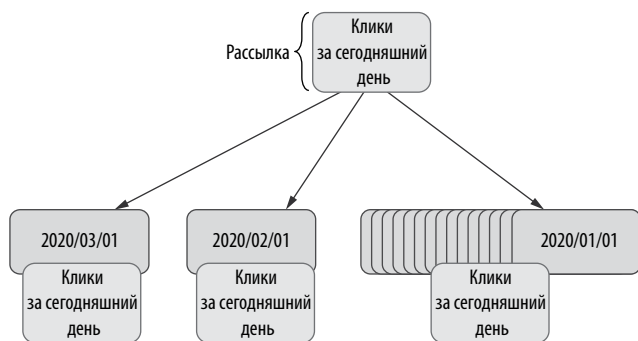 Рассылка
Клики
за сегодняшний
день
2020/03/01
2020/02/01
2020/01/01
Клики
за сегодняшний
день
Клики
за сегодняшний
день
Клики
за сегодняшний
день